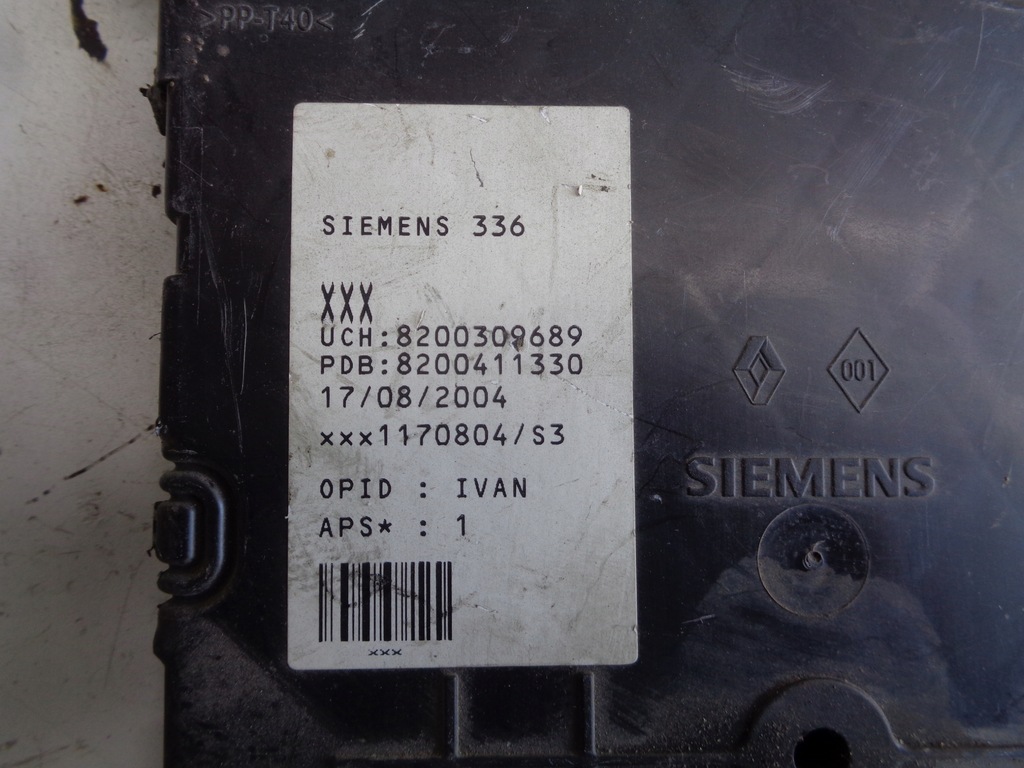 >PP-T40<
SIEMENS 336
XXX
UCH:8200309689
PDB:8200411330
17/08/2004
xxx1170804/S3
OPID : IVAN
APS* : 1
xxx
001
SIEMENS